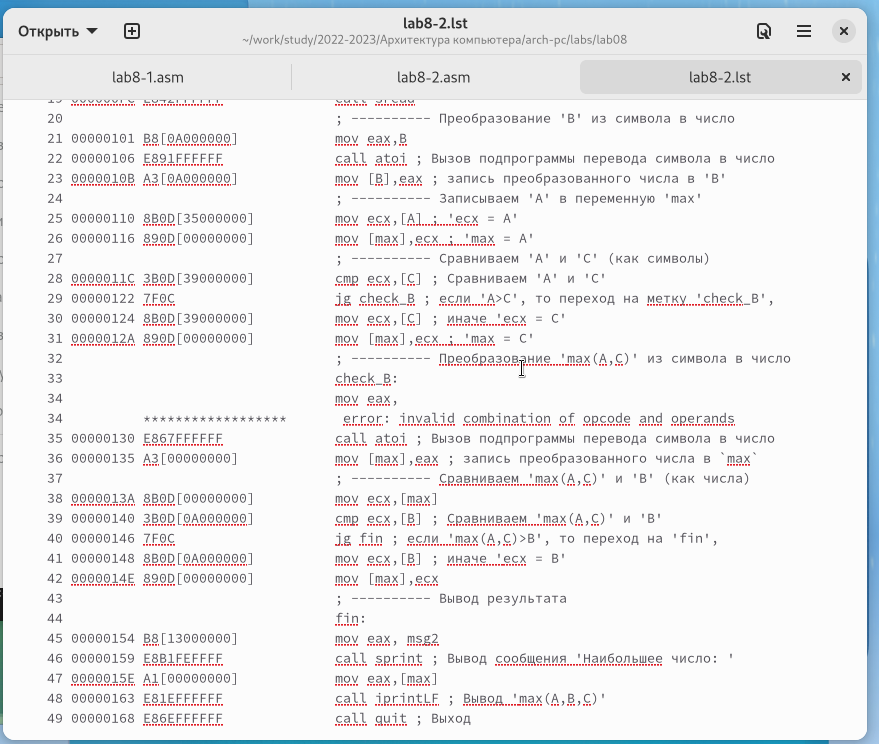 Открыть
lab8-2.lst
~/work/study/2022-2023/Архитектура компьютера/arch-pc/labs/lab08
lab8-1.asm
lab8-2.asm
lab8-2.lst
20 ; ---------- Преобразование 'B' из символа в число
21 00000101 B8[0A000000] mov eax,B
22 00000106 E891FFFFFF call atoi ; Вызов подпрограммы перевода символа в число
23 0000010B A3[0A000000] mov [B],eax ; запись преобразованного числа в 'B'
24 ; ---------- Записываем 'A' в переменную 'max'
25 00000110 8B0D[35000000] mov ecx,[A] ; 'ecx = A'
26 00000116 890D[00000000] mov [max],ecx ; 'max = A'
27 ; ---------- Сравниваем 'A' и 'С' (как символы)
28 0000011C 3B0D[39000000] cmp ecx,[C] ; Сравниваем 'A' и 'С'
29 00000122 7F0C jg check_B ; если 'A>C', то переход на метку 'check_B',
30 00000124 8B0D[39000000] mov ecx,[C] ; иначе 'ecx = C'
31 0000012A 890D[00000000] mov [max],ecx ; 'max = C'
32 ; ---------- Преобразование 'max(A,C)' из символа в число
33 check_B:
34 mov eax,
34 ****************** error: invalid combination of opcode and operands
35 00000130 E867FFFFFF call atoi ; Вызов подпрограммы перевода символа в число
36 00000135 A3[00000000] mov [max],eax ; запись преобразованного числа в `max`
37 ; ---------- Сравниваем 'max(A,C)' и 'B' (как числа)
38 0000013A 8B0D[00000000] mov ecx,[max]
39 00000140 3B0D[0A000000] cmp ecx,[B] ; Сравниваем 'max(A,C)' и 'B'
40 00000146 7F0C jg fin ; если 'max(A,C)>B', то переход на 'fin',
41 00000148 8B0D[0A000000] mov ecx,[B] ; иначе 'ecx = B'
42 0000014E 890D[00000000] mov [max],ecx
43 ; ---------- Вывод результата
44 fin:
45 00000154 B8[13000000] mov eax, msg2
46 00000159 E8B1FEFFFF call sprint ; Вывод сообщения 'Наибольшее число: '
47 0000015E A1[00000000] mov eax,[max]
48 00000163 E81EFFFFFF call iprintLF ; Вывод 'max(A,B,C)'
49 00000168 E86EFFFFFF call quit ; Выход